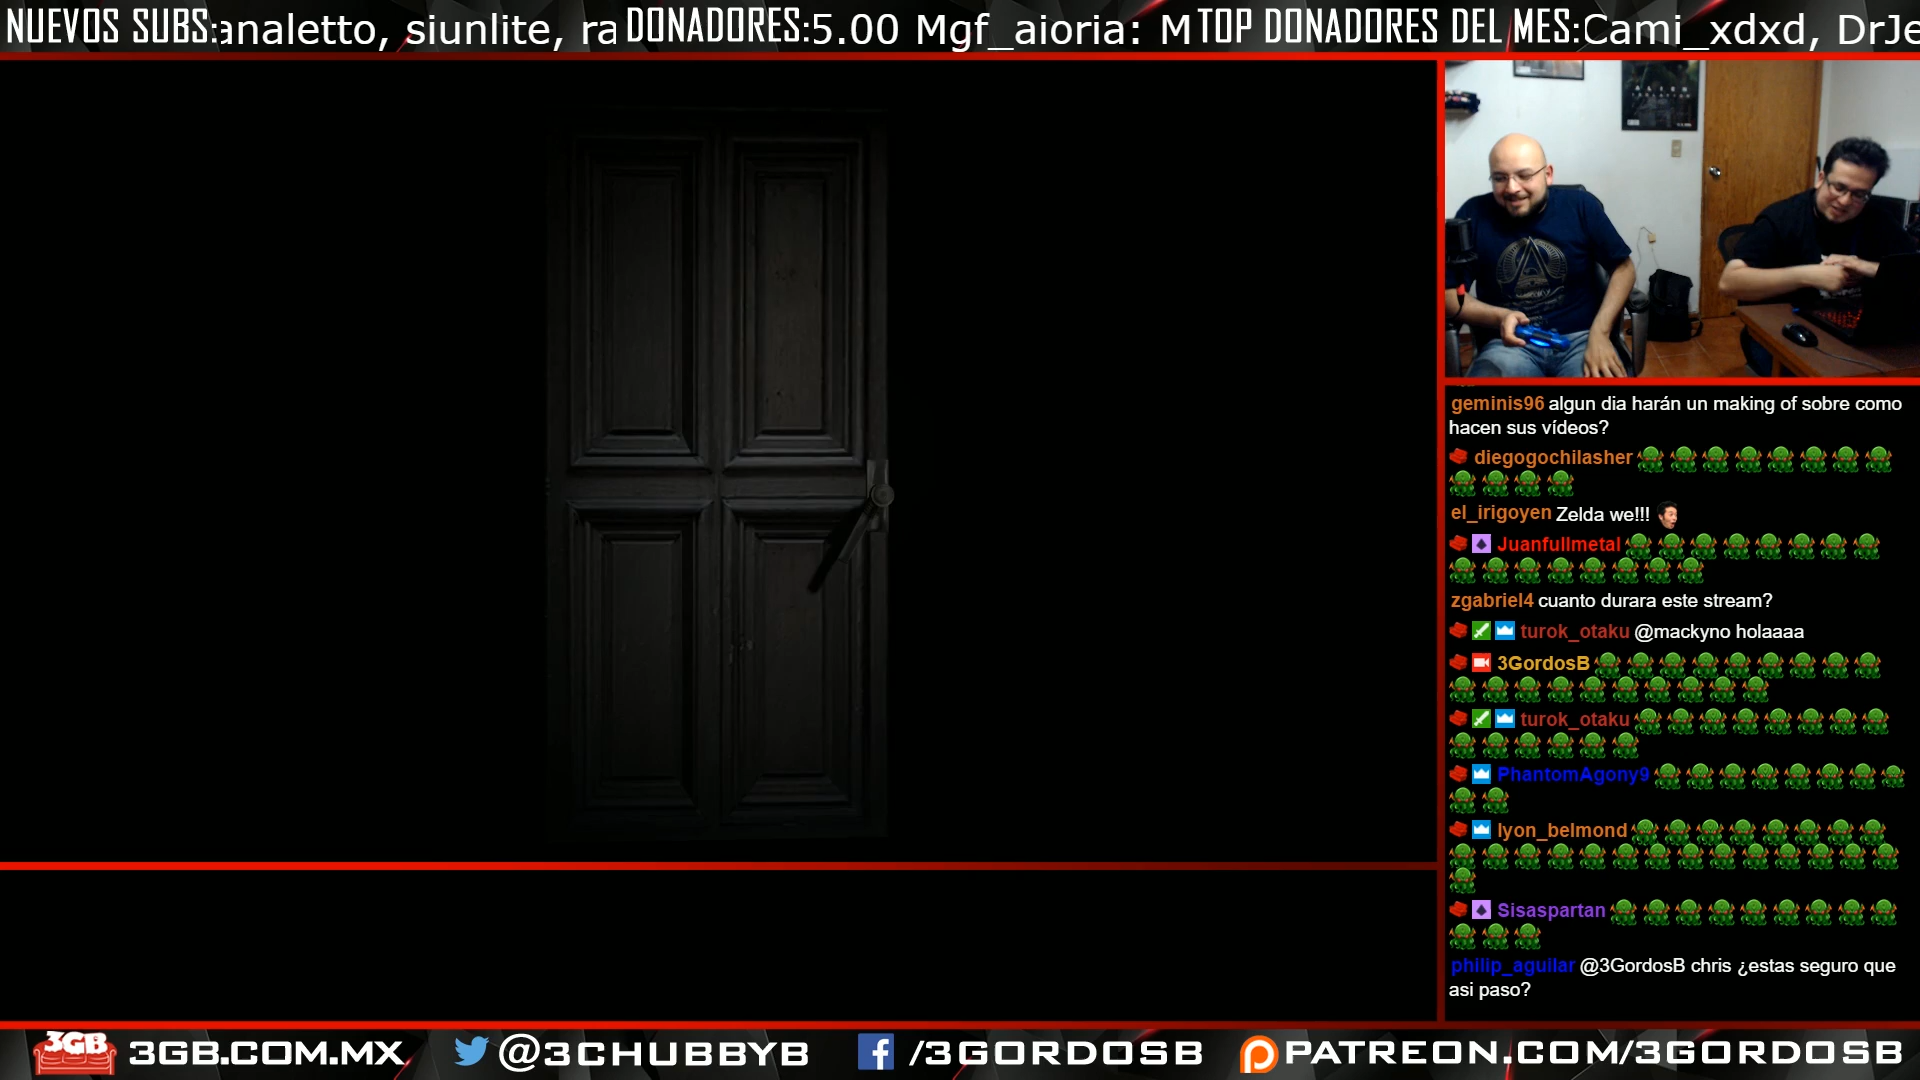 NUEVOS SUBS: analetto, siunlite, ra DONADORES: 5.00 Mgf_aioria: M TOP DONADORES DEL MES: Cami_xdxd, DrJe
geminis96 algun dia harán un making of sobre como
hacen sus vídeos?
diegogochilasher
el_irigoyen Zelda we!!!
Juanfullmetal
zgabriel4 cuanto durara este stream?
turok_otaku @mackyno holaaaa
3GordosB
turok_otaku
PhantomAgony9
lyon_belmond
Sisaspartan
philip_aguilar @3GordosB chris ¿estas seguro que
asi paso?
3GB 3GB.COM.MX @3CHUBBYB /3GORDOSB PATREON.COM/3GORDOSB